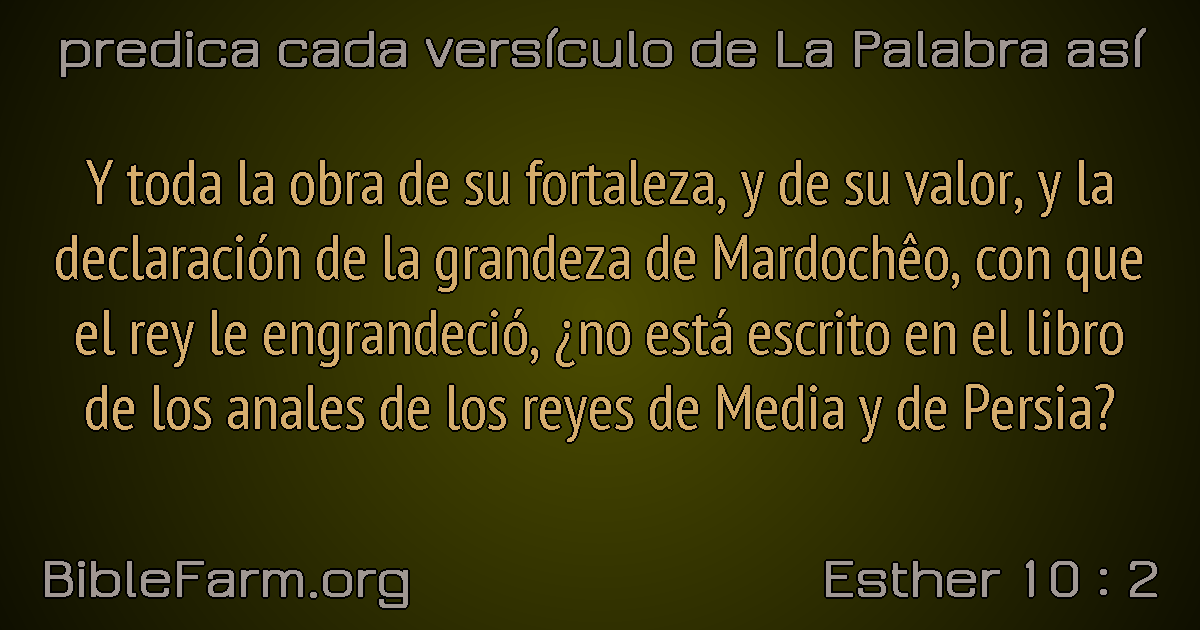 predica cada versículo de La Palabra así
Y toda la obra de su fortaleza, y de su valor, y la
declaración de la grandeza de Mardochêo, con que
el rey le engrandeció, ¿no está escrito en el libro
de los anales de los reyes de Media y de Persia?
BibleFarm.org
Esther 10 : 2